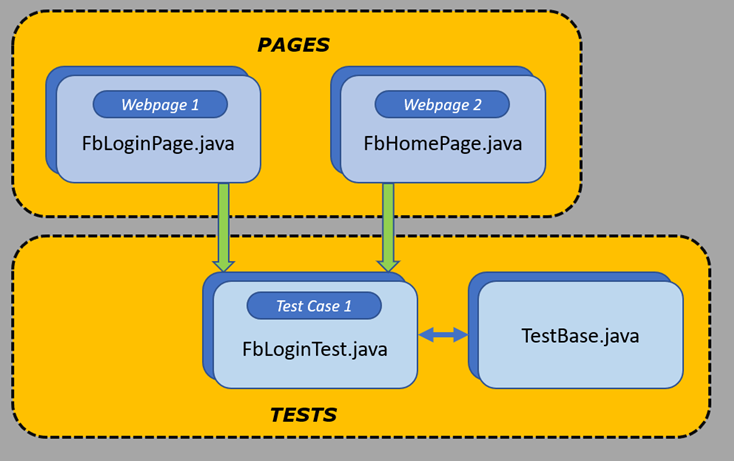 PAGES
Webpage 1
FbLoginPage.java
Webpage 2
FbHomePage.java
Test Case 1
FbLoginTest.java
TestBase.java
TESTS